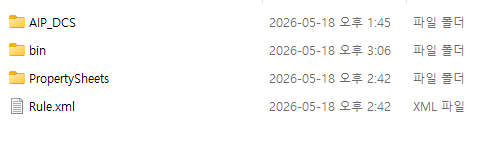 AIP_DCS 2026-05-18 오후 1:45 파일 폴더
bin 2026-05-18 오후 3:06 파일 폴더
PropertySheets 2026-05-18 오후 2:42 파일 폴더
Rule.xml 2026-05-18 오후 2:42 XML 파일